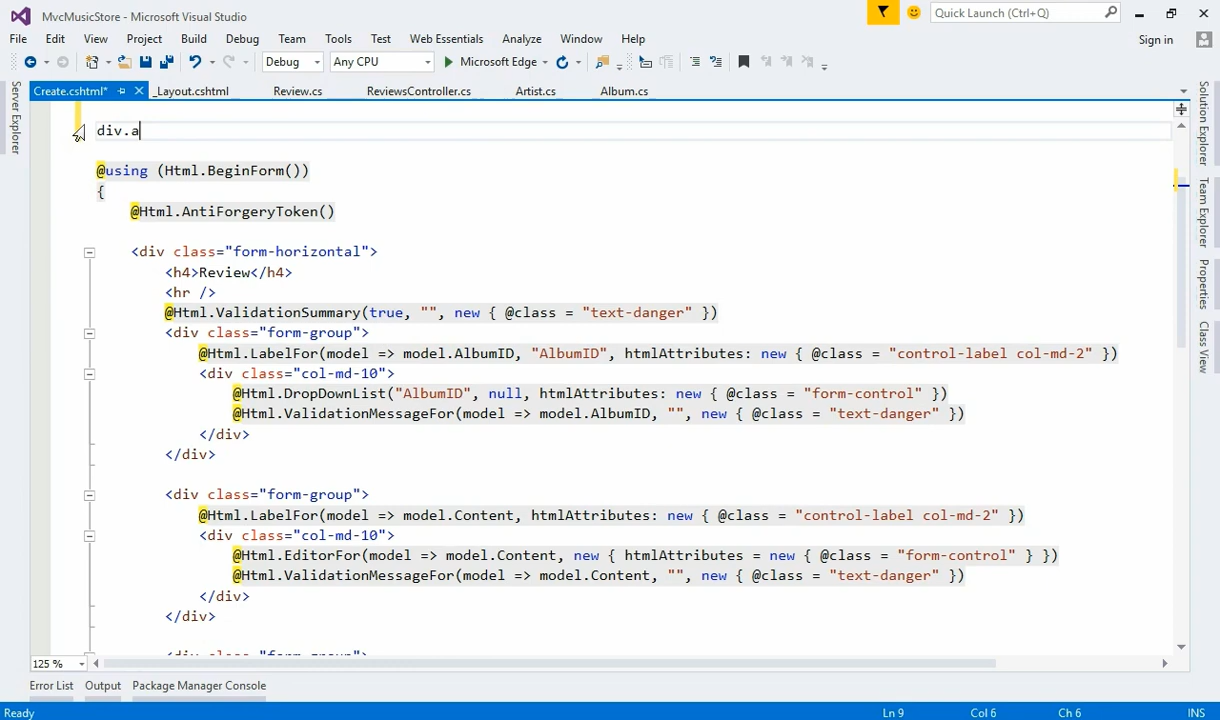 MvcMusicStore - Microsoft Visual Studio
Quick Launch (Ctrl+Q)
File Edit View Project Build Debug Team Tools Test Web Essentials Analyze Window Help
Sign in
Debug Any CPU Microsoft Edge
Create.cshtml* _Layout.cshtml Review.cs ReviewsController.cs Artist.cs Album.cs
Server Explorer
Solution Explorer
Team Explorer
Properties
Class View
div.a
@using (Html.BeginForm())
{
@Html.AntiForgeryToken()
<div class="form-horizontal">
<h4>Review</h4>
<hr />
@Html.ValidationSummary(true, "", new { @class = "text-danger" })
<div class="form-group">
@Html.LabelFor(model => model.AlbumID, "AlbumID", htmlAttributes: new { @class = "control-label col-md-2" })
<div class="col-md-10">
@Html.DropDownList("AlbumID", null, htmlAttributes: new { @class = "form-control" })
@Html.ValidationMessageFor(model => model.AlbumID, "", new { @class = "text-danger" })
</div>
</div>
<div class="form-group">
@Html.LabelFor(model => model.Content, htmlAttributes: new { @class = "control-label col-md-2" })
<div class="col-md-10">
@Html.EditorFor(model => model.Content, new { htmlAttributes = new { @class = "form-control" } })
@Html.ValidationMessageFor(model => model.Content, "", new { @class = "text-danger" })
</div>
</div>
<div class="form-group">
125 %
Error List Output Package Manager Console
Ready Ln 9 Col 6 Ch 6 INS